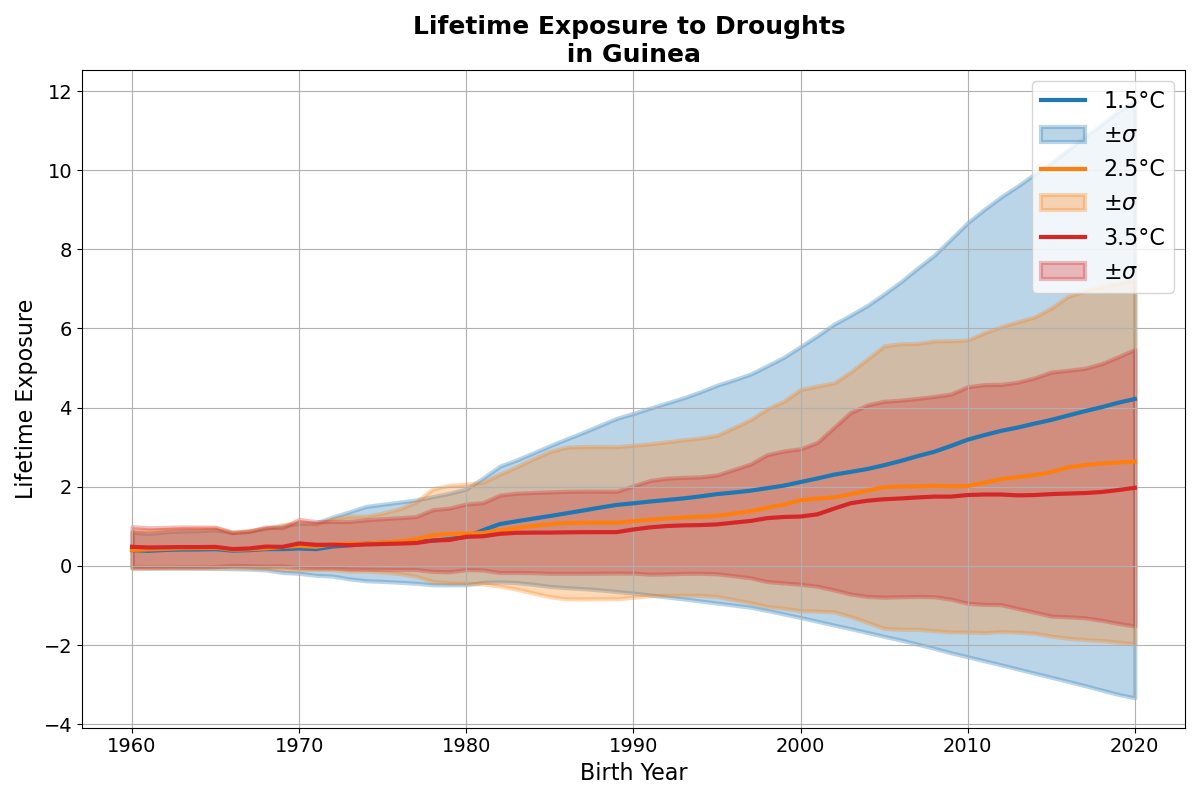 Lifetime Exposure to Droughts
in Guinea
12
10
8
6
4
2
0
−2
−4
Lifetime Exposure
1960
1970
1980
1990
2000
2010
2020
Birth Year
1.5°C
±σ
2.5°C
±σ
3.5°C
±σ